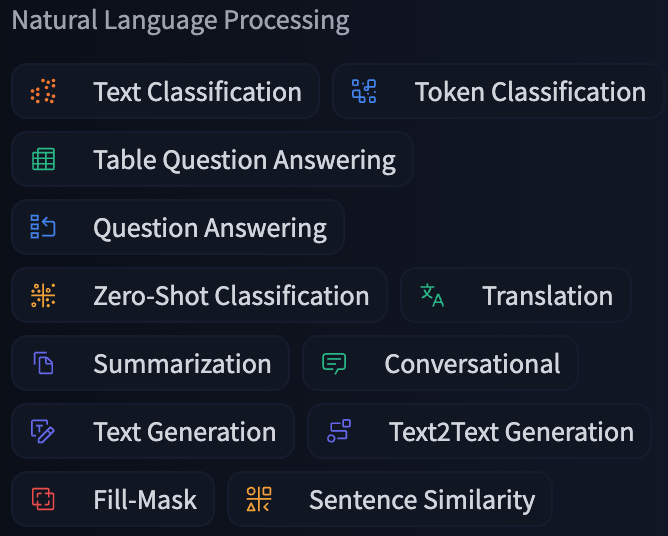 Natural Language Processing
Text Classification
Token Classification
Table Question Answering
Question Answering
Zero-Shot Classification
Translation
Summarization
Conversational
Text Generation
Text2Text Generation
Fill-Mask
Sentence Similarity